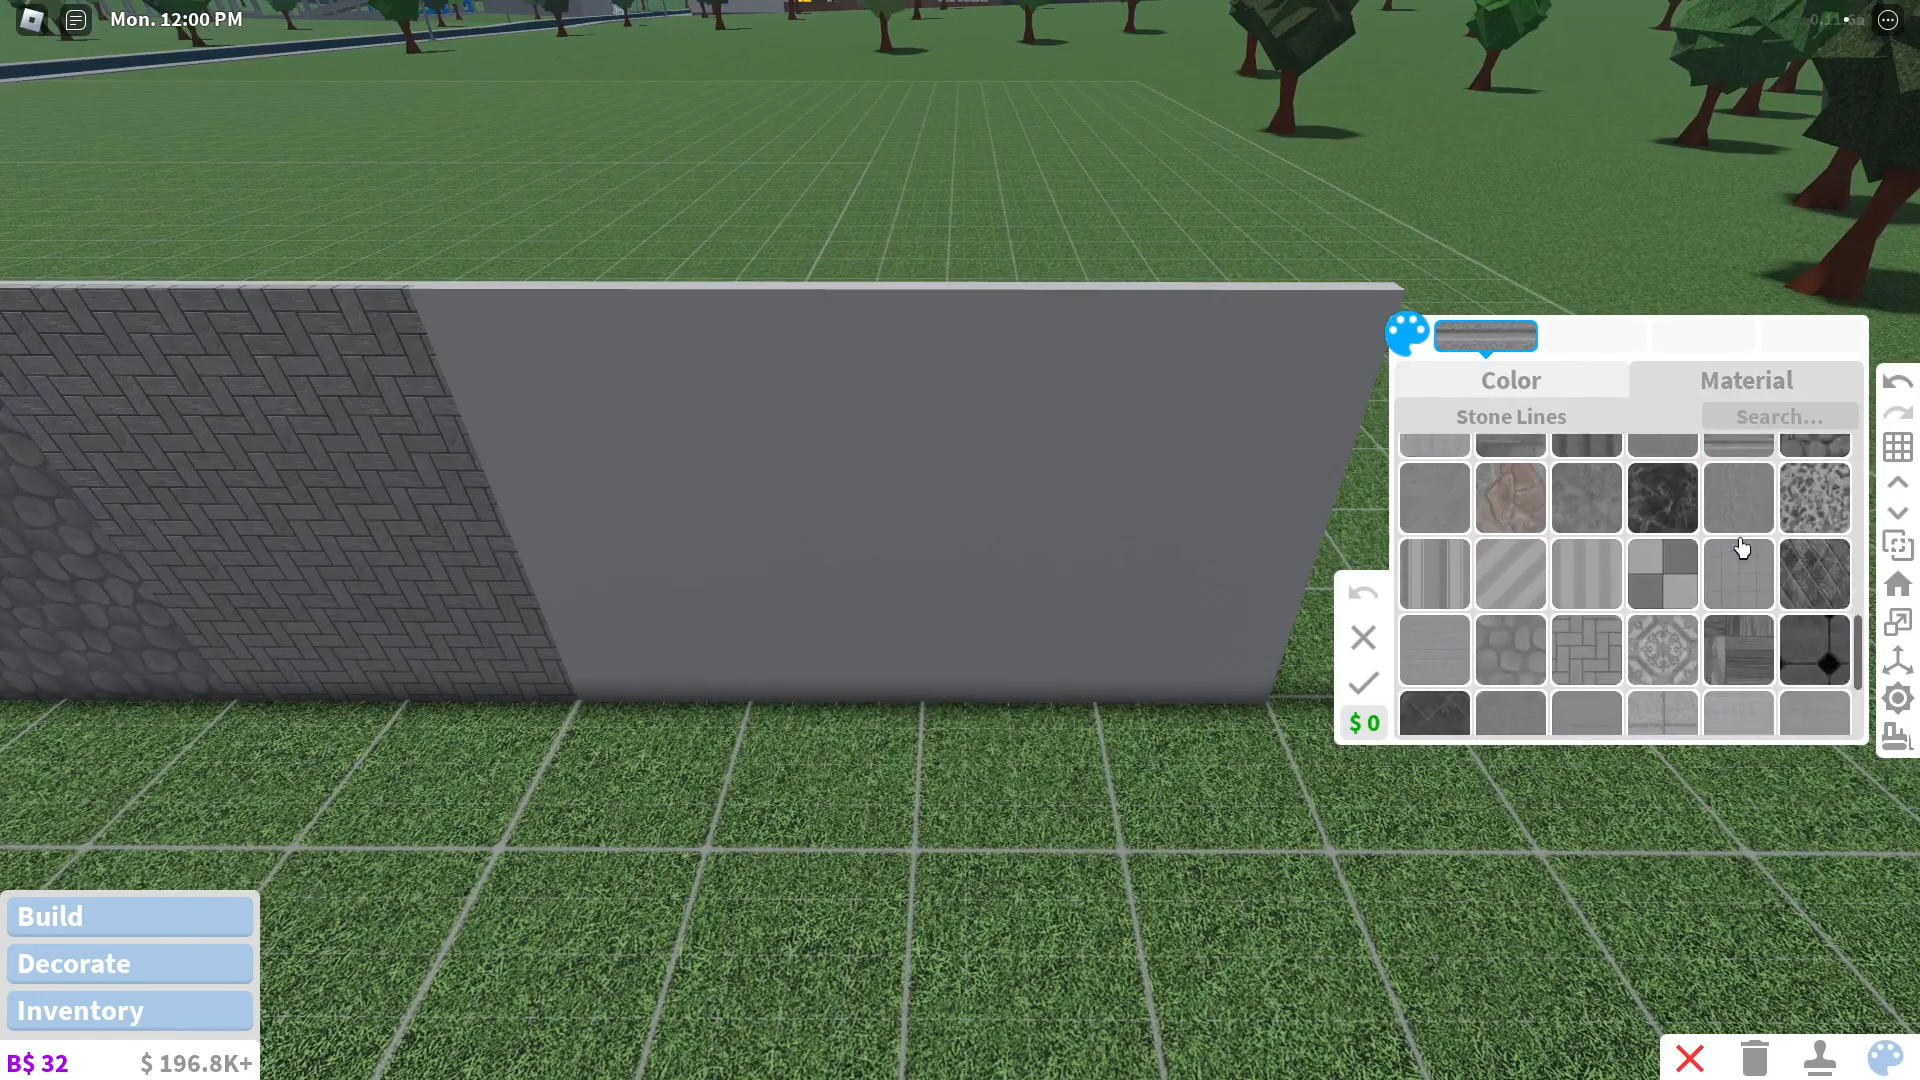 Mon. 12:00 PM
Color
Material
Stone Lines
Search...
$ 0
Build
Decorate
Inventory
B$ 32
$ 196.8K+